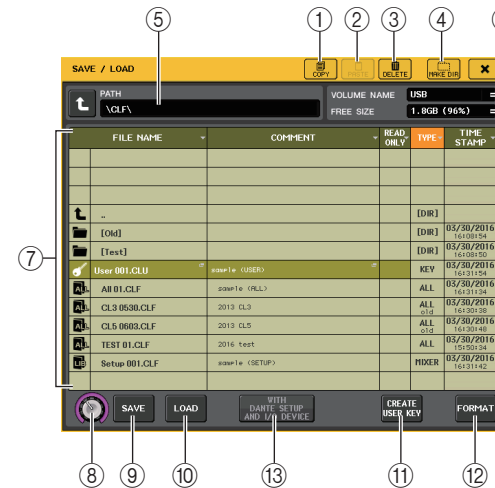 ⑤ ① ② ③ ④
SAVE / LOAD COPY PASTE DELETE MAKE DIR ×
PATH VOLUME NAME USB
\CLF\ FREE SIZE 1.8GB (96%)
FILE NAME COMMENT READ ONLY TYPE TIME STAMP
.. [DIR]
[Old] [DIR] 03/30/2016 16:08:54
[Test] [DIR] 03/30/2016 16:08:50
⑦
User 001.CLU sample (USER) KEY 03/30/2016 16:31:54
ALL All 01.CLF sample (ALL) ALL 03/30/2016 16:31:34
ALL CL3 0530.CLF 2013 CL3 ALL old 03/30/2016 16:30:38
ALL CL5 0603.CLF 2013 CL5 ALL old 03/30/2016 16:30:48
ALL TEST 01.CLF 2016 test ALL 03/30/2016 15:50:34
LIB Setup 001.CLF sample (SETUP) MIXER 03/30/2016 16:31:42
SAVE LOAD WITH DANTE SETUP AND I/O DEVICE CREATE USER KEY FORMAT
⑧ ⑨ ⑩ ⑬ ⑪ ⑫